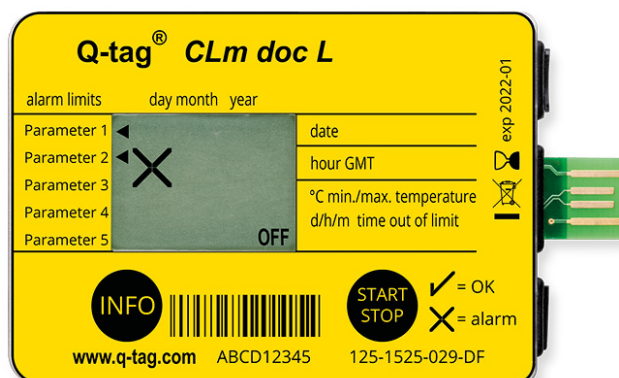 Q-tag® CLm doc L
alarm limits day month year
Parameter 1
Parameter 2
Parameter 3
Parameter 4
Parameter 5
OFF
date
hour GMT
°C min./max. temperature
d/h/m time out of limit
exp 2022-01
INFO
START
STOP
= OK
= alarm
www.q-tag.com ABCD12345 125-1525-029-DF